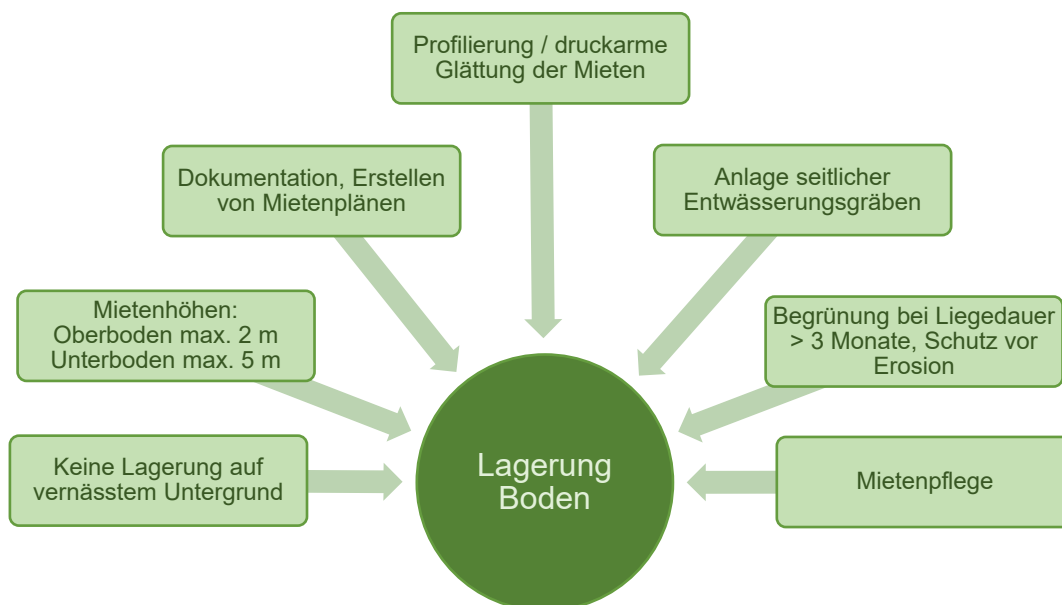 Profilierung / druckarme
Glättung der Mieten
Dokumentation, Erstellen
von Mietenplänen
Anlage seitlicher
Entwässerungsgräben
Mietenhöhen:
Oberboden max. 2 m
Unterboden max. 5 m
Begrünung bei Liegedauer
> 3 Monate, Schutz vor
Erosion
Keine Lagerung auf
vernässtem Untergrund
Lagerung
Boden
Mietenpflege